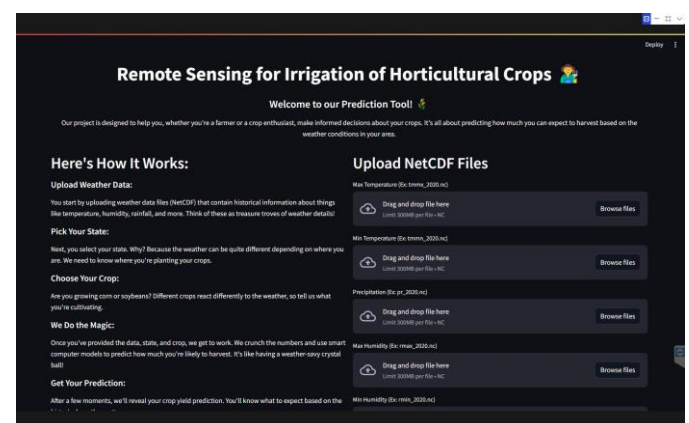 Deploy
Remote Sensing for Irrigation of Horticultural Crops
Welcome to our Prediction Tool!
Our project is designed to help you, whether you're a farmer or a crop enthusiast, make informed decisions about your crops. It's all about predicting how much you can expect to harvest based on the
weather conditions in your area.
Here's How It Works:
Upload Weather Data:
You start by uploading weather data files (NetCDF) that contain historical information about things
like temperature, humidity, rainfall, and more. Think of these as treasure troves of weather details!
Pick Your State:
Next, you select your state. Why? Because the weather can be quite different depending on where you
are. We need to know where you're planting your crops.
Choose Your Crop:
Are you growing corn or soybeans? Different crops react differently to the weather, so tell us what
you're cultivating.
We Do the Magic:
Once you've provided the data, state, and crop, we get to work. We crunch the numbers and use smart
computer models to predict how much you're likely to harvest. It's like having a weather-savy crystal
ball!
Get Your Prediction:
After a few moments, we'll reveal your crop yield prediction. You'll know what to expect based on the
Upload NetCDF Files
Max Temperature (Ex: tmmx_2020.nc)
Drag and drop file here
Limit 300MB per file • NC
Browse files
Min Temperature (Ex: tmmn_2020.nc)
Drag and drop file here
Limit 300MB per file • NC
Browse files
Precipitation (Ex: pr_2020.nc)
Drag and drop file here
Limit 300MB per file • NC
Browse files
Max Humidity (Ex: rmax_2020.nc)
Drag and drop file here
Limit 300MB per file • NC
Browse files
Min Humidity (Ex: rmin_2020.nc)